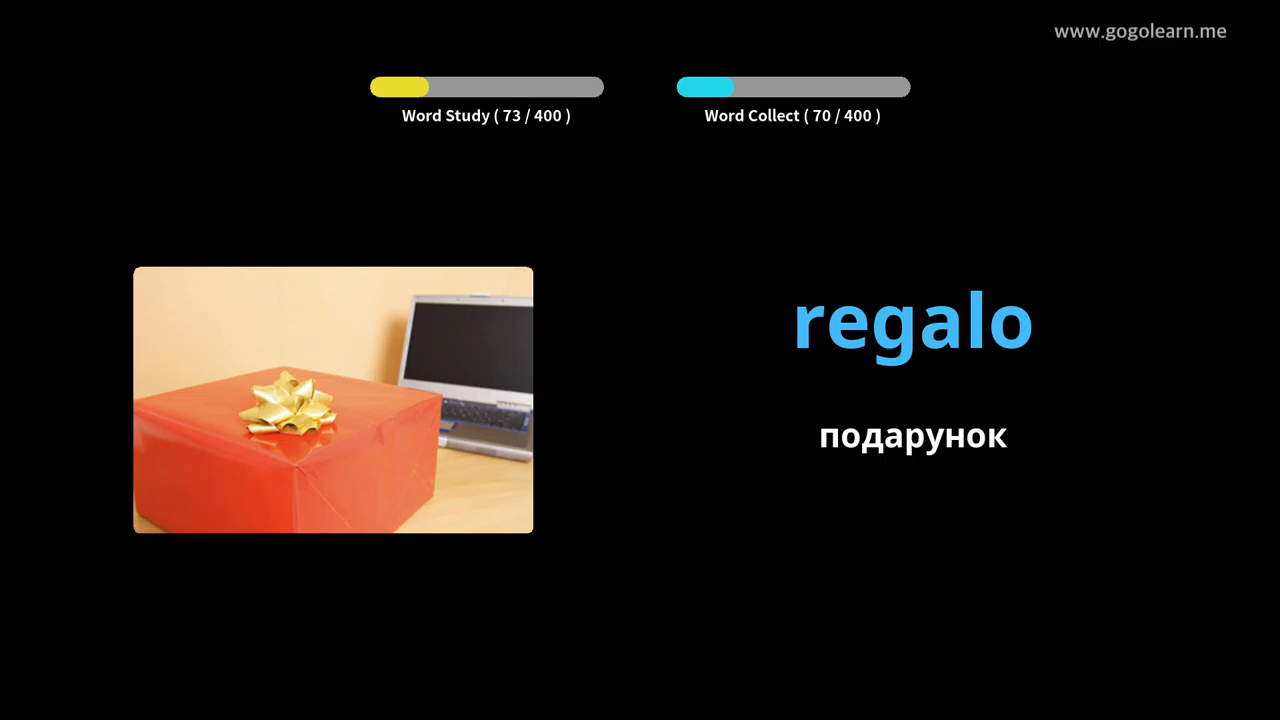 www.gogolearn.me
Word Study ( 73 / 400 )
Word Collect ( 70 / 400 )
regalo
подарунок